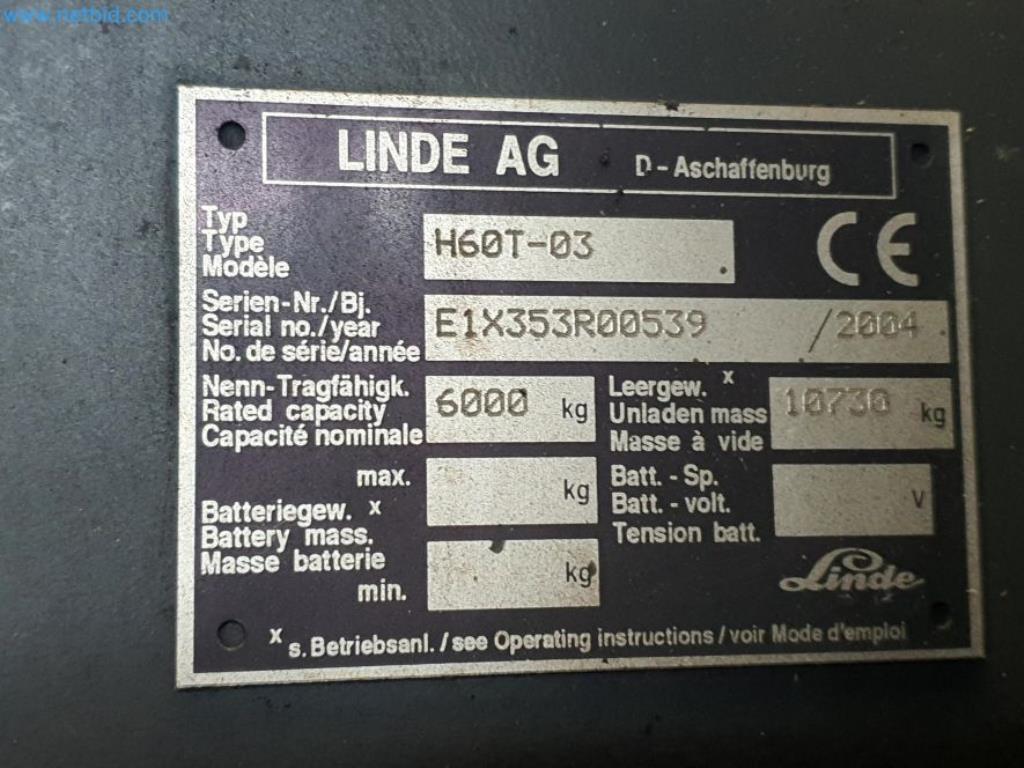 www.netbid.com
LINDE AG D-Aschaffenburg
Typ
Type
Modèle
H60T-03
CE
Serien-Nr./Bj.
Serial no./year
No. de série/année
E1X353R00539 /2004
Nenn-Tragfähigk.
Rated capacity
Capacité nominale
6000 kg
Leergew. x
Unladen mass
Masse à vide
10730 kg
max.
kg
Batteriegew. x
Battery mass.
Masse batterie
min.
kg
Batt.-Sp.
Batt.-volt.
Tension batt.
V
Linde
x s. Betriebsanl. / see Operating instructions / voir Mode d'emploi